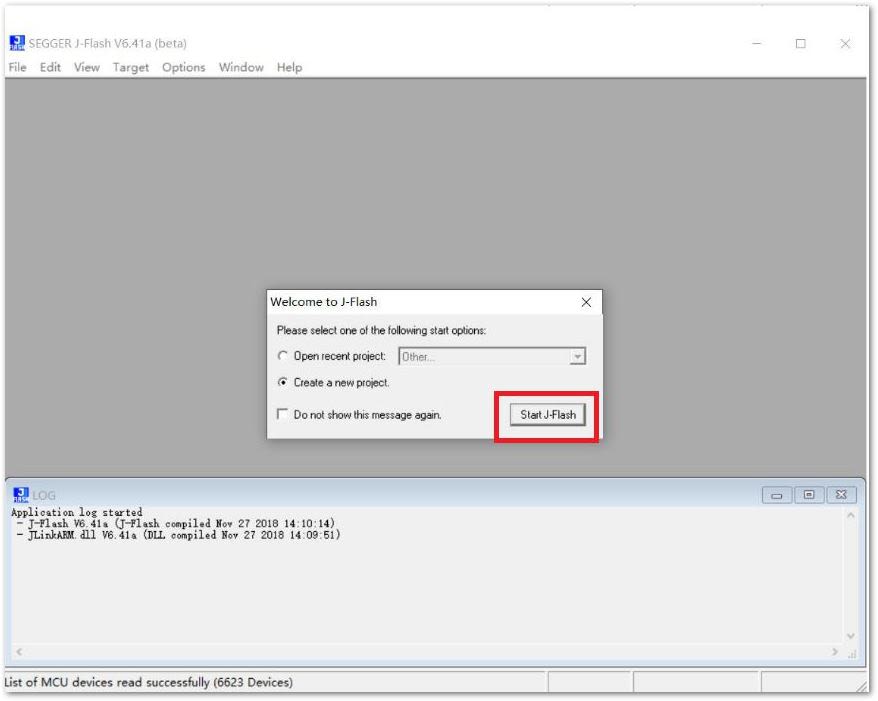 SEGGER J-Flash V6.41a (beta)
File Edit View Target Options Window Help
Welcome to J-Flash
Please select one of the following start options:
Open recent project: Other...
Create a new project.
Do not show this message again. Start J-Flash
LOG
Application log started
- J-Flash V6.41a (J-Flash compiled Nov 27 2018 14:10:14)
- JLinkARM.dll V6.41a (DLL compiled Nov 27 2018 14:09:51)
List of MCU devices read successfully (6623 Devices)